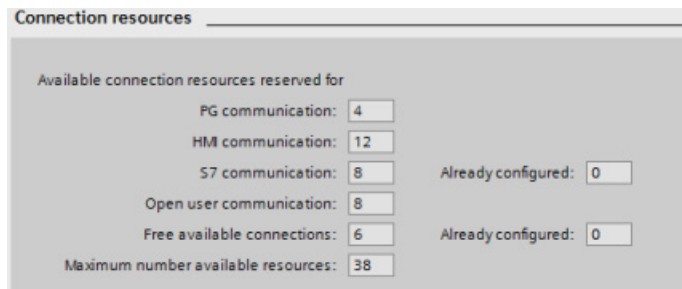 Connection resources
Available connection resources reserved for
PG communication: 4
HMI communication: 12
S7 communication: 8 Already configured: 0
Open user communication: 8
Free available connections: 6 Already configured: 0
Maximum number available resources: 38